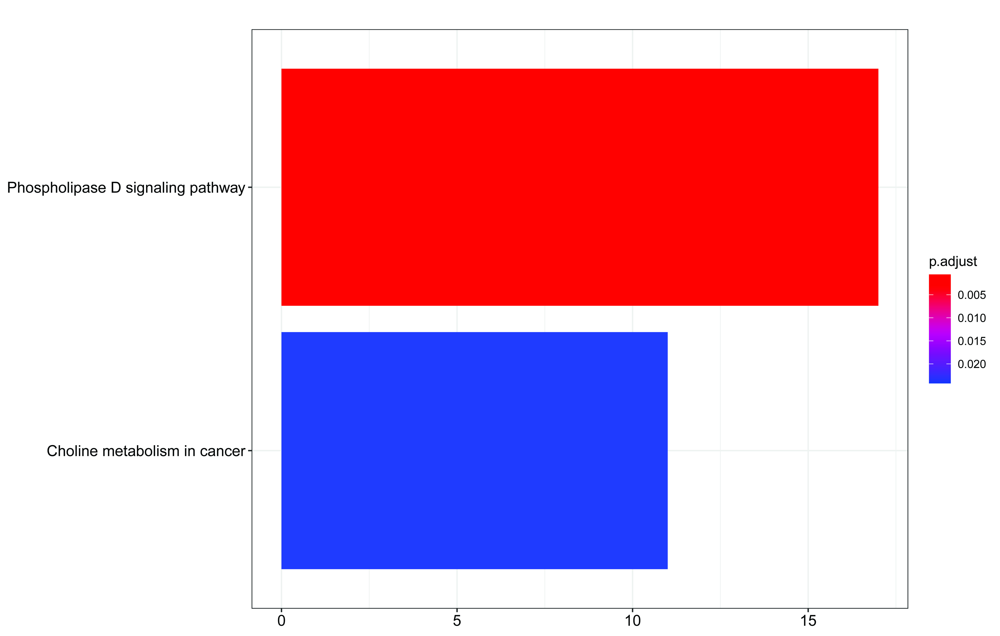 Phospholipase D signaling pathway
Choline metabolism in cancer
0 5 10 15
p.adjust
0.005
0.010
0.015
0.020